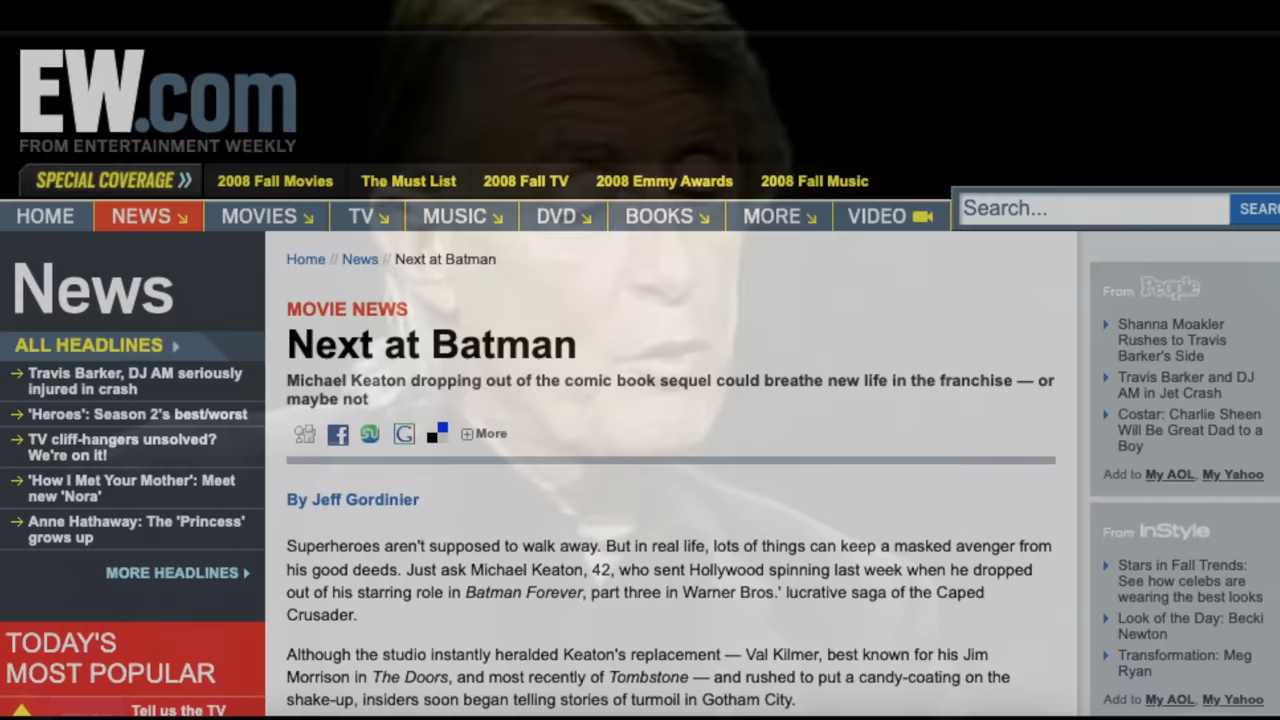 EW.com
FROM ENTERTAINMENT WEEKLY
SPECIAL COVERAGE
2008 Fall Movies
The Must List
2008 Fall TV
2008 Emmy Awards
2008 Fall Music
HOME
NEWS
MOVIES
TV
MUSIC
DVD
BOOKS
MORE
VIDEO
Search...
SEARC
News
ALL HEADLINES
Travis Barker, DJ AM seriously
injured in crash
'Heroes': Season 2's best/worst
TV cliff-hangers unsolved?
We're on it!
'How I Met Your Mother': Meet
new 'Nora'
Anne Hathaway: The 'Princess'
grows up
MORE HEADLINES
TODAY'S
MOST POPULAR
Tell us the TV
Home // News // Next at Batman
MOVIE NEWS
Next at Batman
Michael Keaton dropping out of the comic book sequel could breathe new life in the franchise — or
maybe not
More
By Jeff Gordinier
Superheroes aren't supposed to walk away. But in real life, lots of things can keep a masked avenger from
his good deeds. Just ask Michael Keaton, 42, who sent Hollywood spinning last week when he dropped
out of his starring role in Batman Forever, part three in Warner Bros.' lucrative saga of the Caped
Crusader.
Although the studio instantly heralded Keaton's replacement — Val Kilmer, best known for his Jim
Morrison in The Doors, and most recently of Tombstone — and rushed to put a candy-coating on the
shake-up, insiders soon began telling stories of turmoil in Gotham City.
From People
Shanna Moakler
Rushes to Travis
Barker's Side
Travis Barker and DJ
AM in Jet Crash
Costar: Charlie Sheen
Will Be Great Dad to a
Boy
Add to My AOL, My Yahoo
From InStyle
Stars in Fall Trends:
See how celebs are
wearing the best looks
Look of the Day: Becki
Newton
Transformation: Meg
Ryan
Add to My AOL, My Yahoo